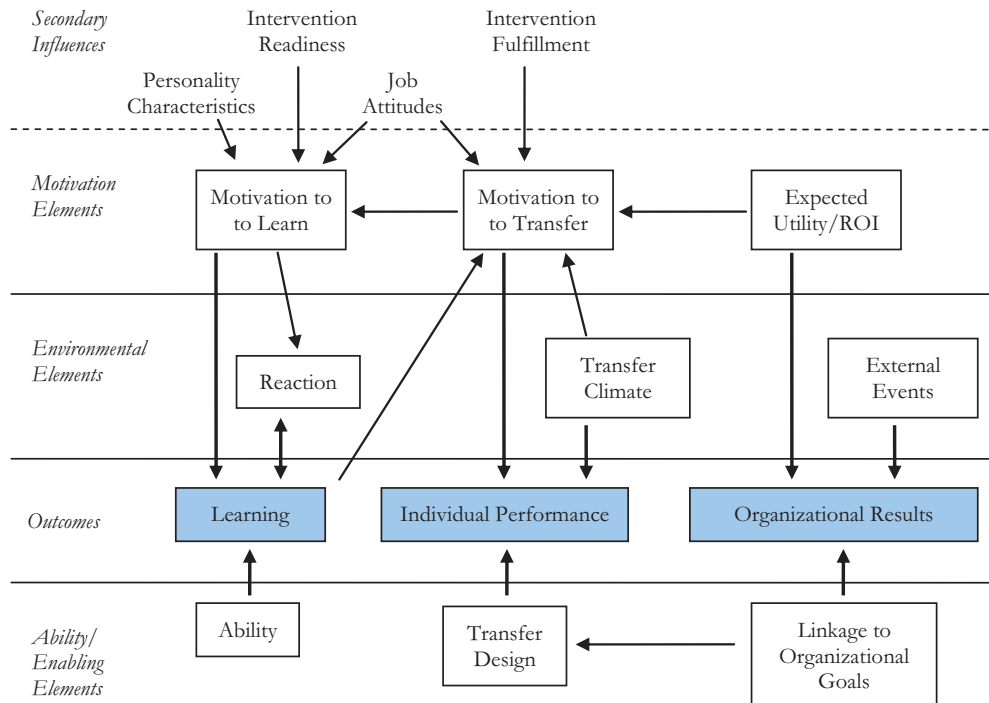 Secondary
Influences
Intervention
Readiness
Intervention
Fulfillment
Personality
Characteristics
Job
Attitudes
Motivation
Elements
Motivation to
to Learn
Motivation to
to Transfer
Expected
Utility/ROI
Environmental
Elements
Reaction
Transfer
Climate
External
Events
Outcomes
Learning
Individual Performance
Organizational Results
Ability/
Enabling
Elements
Ability
Transfer
Design
Linkage to
Organizational
Goals